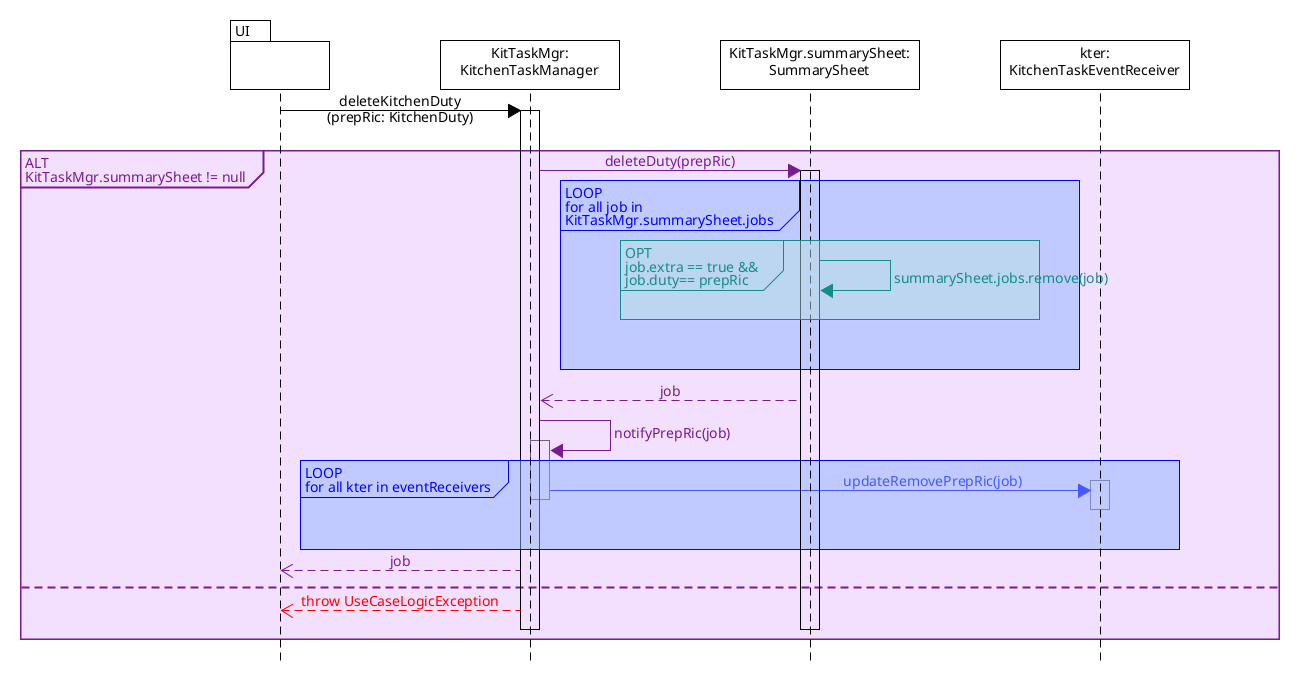 UI
KitTaskMgr:
KitchenTaskManager
KitTaskMgr.summarySheet:
SummarySheet
kter:
KitchenTaskEventReceiver
deleteKitchenDuty
(prepRic: KitchenDuty)
ALT
KitTaskMgr.summarySheet != null
deleteDuty(prepRic)
LOOP
for all job in
KitTaskMgr.summarySheet.jobs
OPT
job.extra == true &&
job.duty== prepRic
summarySheet.jobs.remove(job)
job
notifyPrepRic(job)
LOOP
for all kter in eventReceivers
updateRemovePrepRic(job)
job
throw UseCaseLogicException